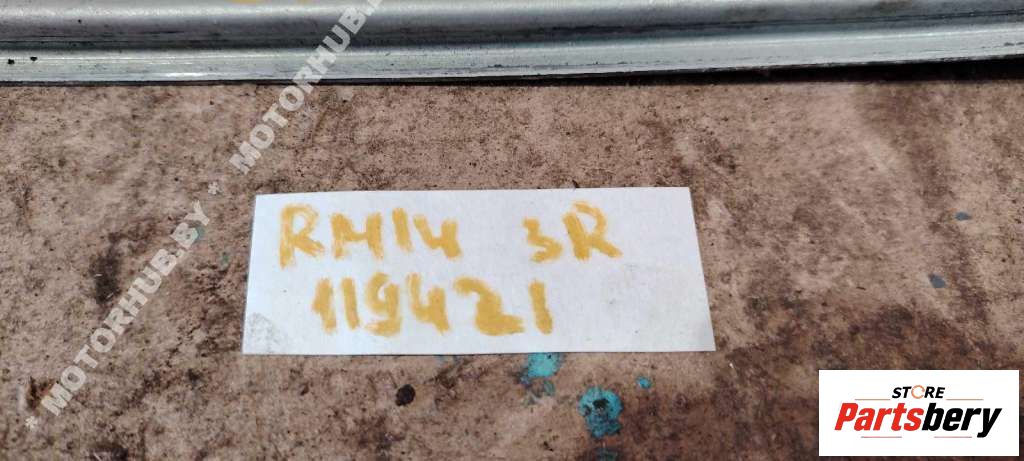 * MOTORHUB.BY * MOTORHUB.BY
RM14 3R
119421
STORE
Partsbery